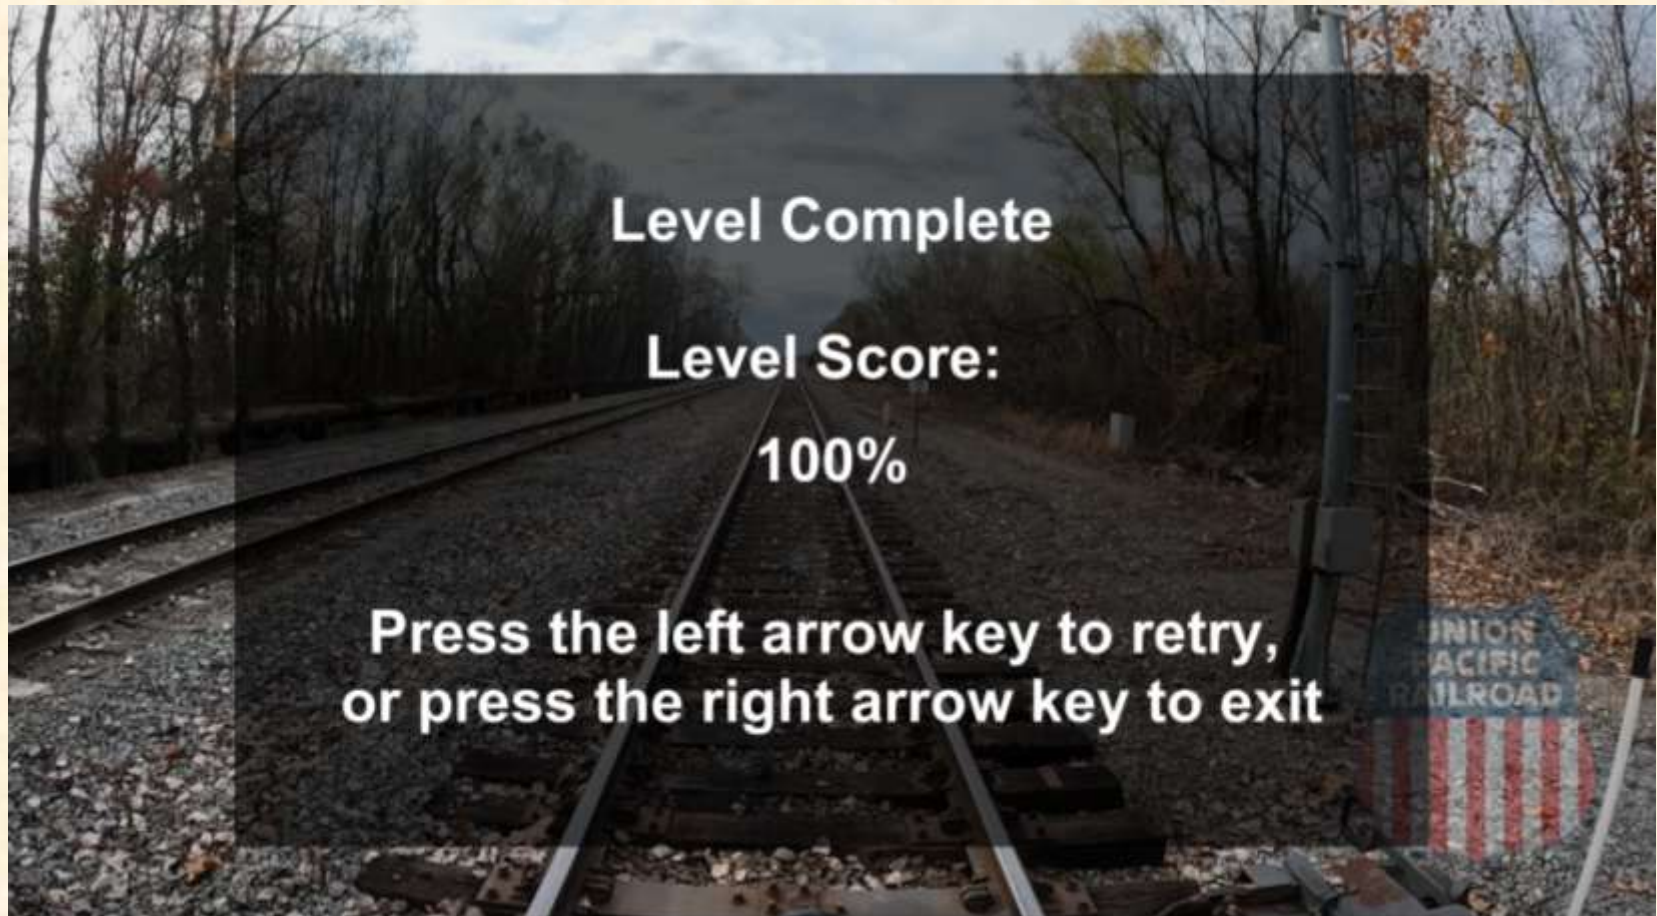 Level Complete
Level Score:
100%
Press the left arrow key to retry,
or press the right arrow key to exit
UNION
PACIFIC
RAILROAD